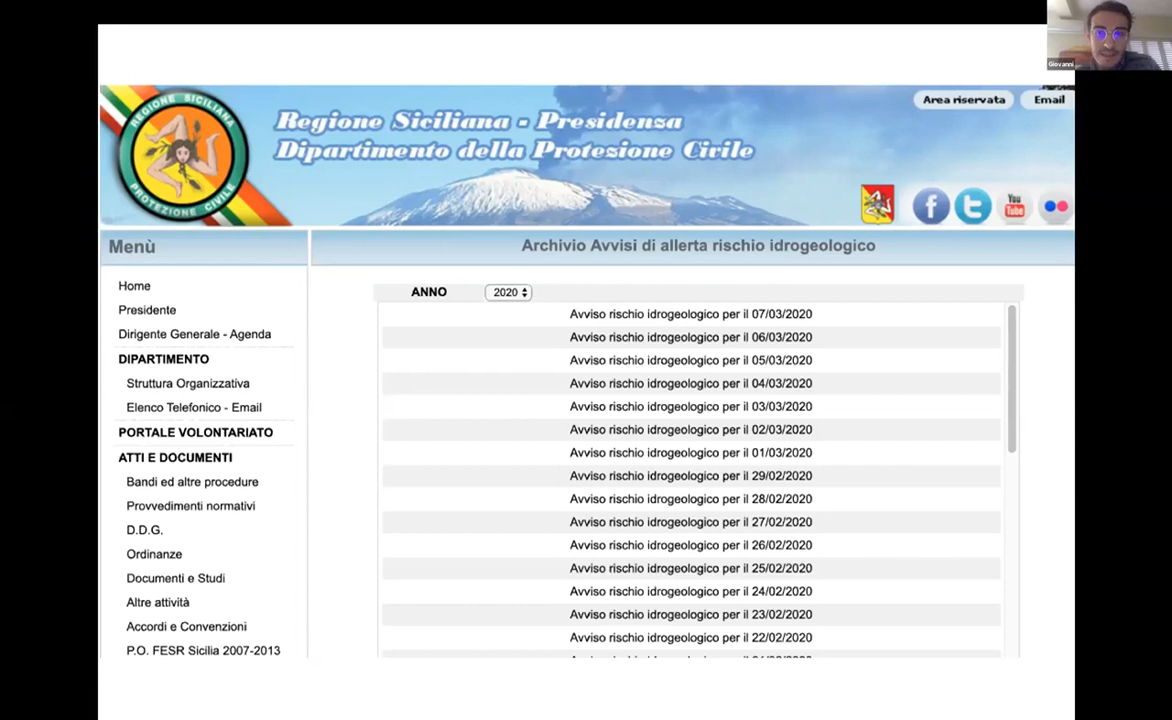 Giovanni
REGIONE SICILIANA
PROTEZIONE CIVILE
Regione Siciliana - Presidenza
Dipartimento della Protezione Civile
Area riservata
Email
You
Tube
Menù
Archivio Avvisi di allerta rischio idrogeologico
Home
Presidente
Dirigente Generale - Agenda
DIPARTIMENTO
Struttura Organizzativa
Elenco Telefonico - Email
PORTALE VOLONTARIATO
ATTI E DOCUMENTI
Bandi ed altre procedure
Provvedimenti normativi
D.D.G.
Ordinanze
Documenti e Studi
Altre attività
Accordi e Convenzioni
P.O. FESR Sicilia 2007-2013
ANNO 2020
Avviso rischio idrogeologico per il 07/03/2020
Avviso rischio idrogeologico per il 06/03/2020
Avviso rischio idrogeologico per il 05/03/2020
Avviso rischio idrogeologico per il 04/03/2020
Avviso rischio idrogeologico per il 03/03/2020
Avviso rischio idrogeologico per il 02/03/2020
Avviso rischio idrogeologico per il 01/03/2020
Avviso rischio idrogeologico per il 29/02/2020
Avviso rischio idrogeologico per il 28/02/2020
Avviso rischio idrogeologico per il 27/02/2020
Avviso rischio idrogeologico per il 26/02/2020
Avviso rischio idrogeologico per il 25/02/2020
Avviso rischio idrogeologico per il 24/02/2020
Avviso rischio idrogeologico per il 23/02/2020
Avviso rischio idrogeologico per il 22/02/2020